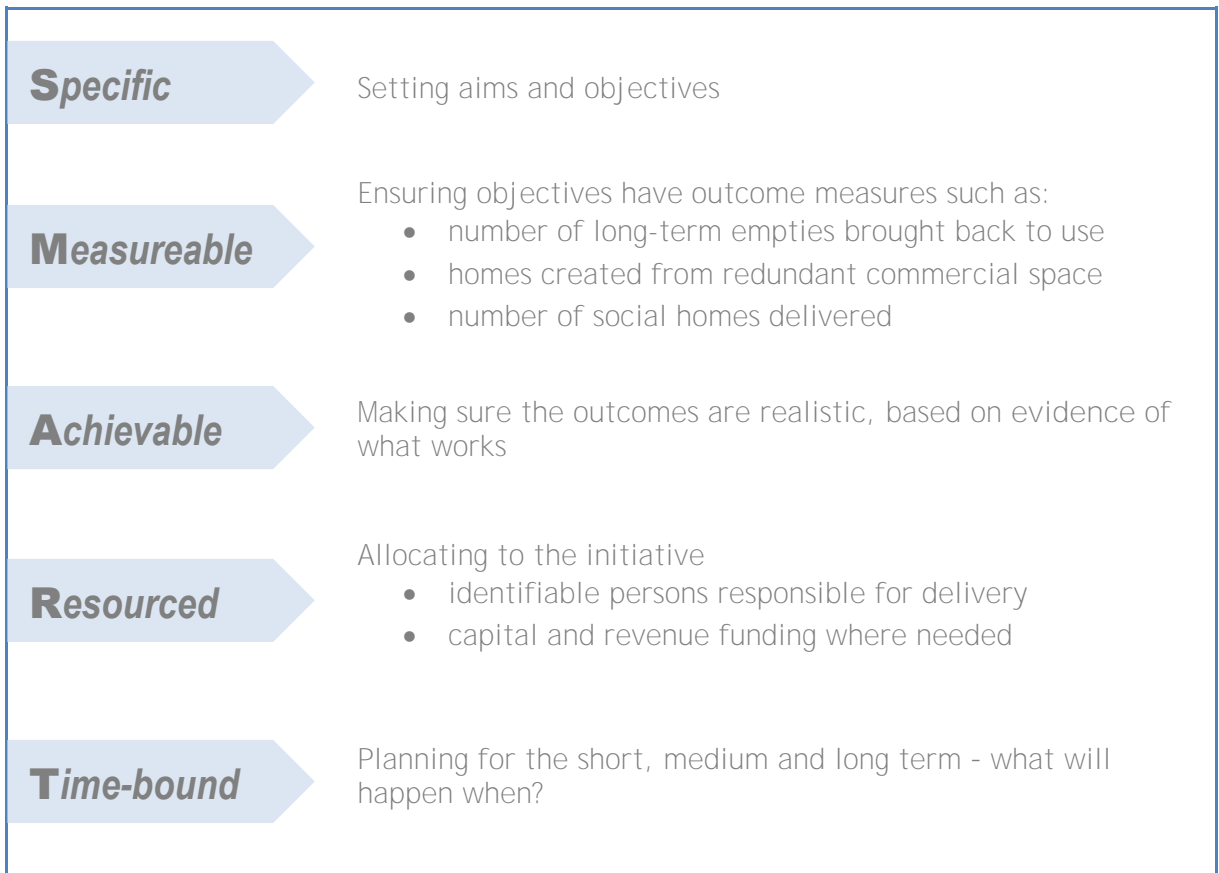 Specific
Setting aims and objectives
Measureable
Ensuring objectives have outcome measures such as:
• number of long-term empties brought back to use
• homes created from redundant commercial space
• number of social homes delivered
Achievable
Making sure the outcomes are realistic, based on evidence of
what works
Resourced
Allocating to the initiative
• identifiable persons responsible for delivery
• capital and revenue funding where needed
Time-bound
Planning for the short, medium and long term - what will
happen when?